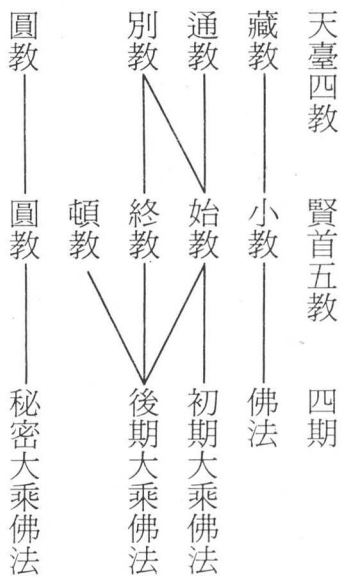 天臺四教
賢首五教
四期
藏教
小教
佛法
通教
始教
初期大乘佛法
別教
終教
後期大乘佛法
頓教
圓教
圓教
秘密大乘佛法